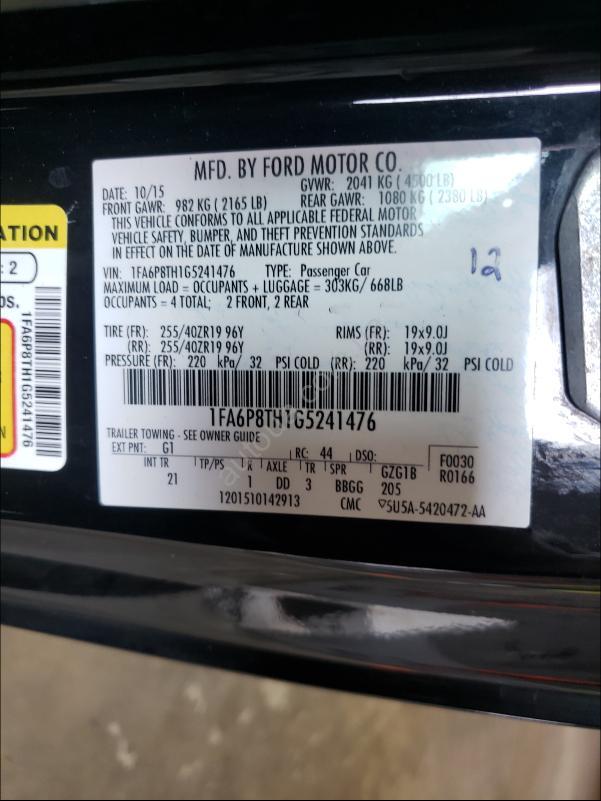 MFD. BY FORD MOTOR CO.
DATE: 10/15 GVWR: 2041 KG ( 4500 LB)
FRONT GAWR: 982 KG ( 2165 LB) REAR GAWR: 1080 KG ( 2380 LB)
THIS VEHICLE CONFORMS TO ALL APPLICABLE FEDERAL MOTOR
VEHICLE SAFETY, BUMPER, AND THEFT PREVENTION STANDARDS
IN EFFECT ON THE DATE OF MANUFACTURE SHOWN ABOVE.
12
VIN: 1FA6P8TH1G5241476 TYPE: Passenger Car
MAXIMUM LOAD = OCCUPANTS + LUGGAGE = 303KG/ 668LB
OCCUPANTS = 4 TOTAL; 2 FRONT, 2 REAR
TIRE (FR): 255/40ZR19 96Y RIMS (FR): 19x9.0J
(RR): 255/40ZR19 96Y (RR): 19x9.0J
PRESSURE (FR): 220 kPa/ 32 PSI COLD (RR): 220 kPa/ 32 PSI COLD
1FA6P8TH1G5241476
TRAILER TOWING - SEE OWNER GUIDE
EXT PNT: G1 RC: 44 DSO: F0030
INT TR TP/PS R AXLE TR SPR GZG1B R0166
21 1 DD 3 BBGG 205
1201510142913 CMC ▽5U5A-5420472-AA
ATION
: 2
os.
N
1FA6P8TH1G5241476